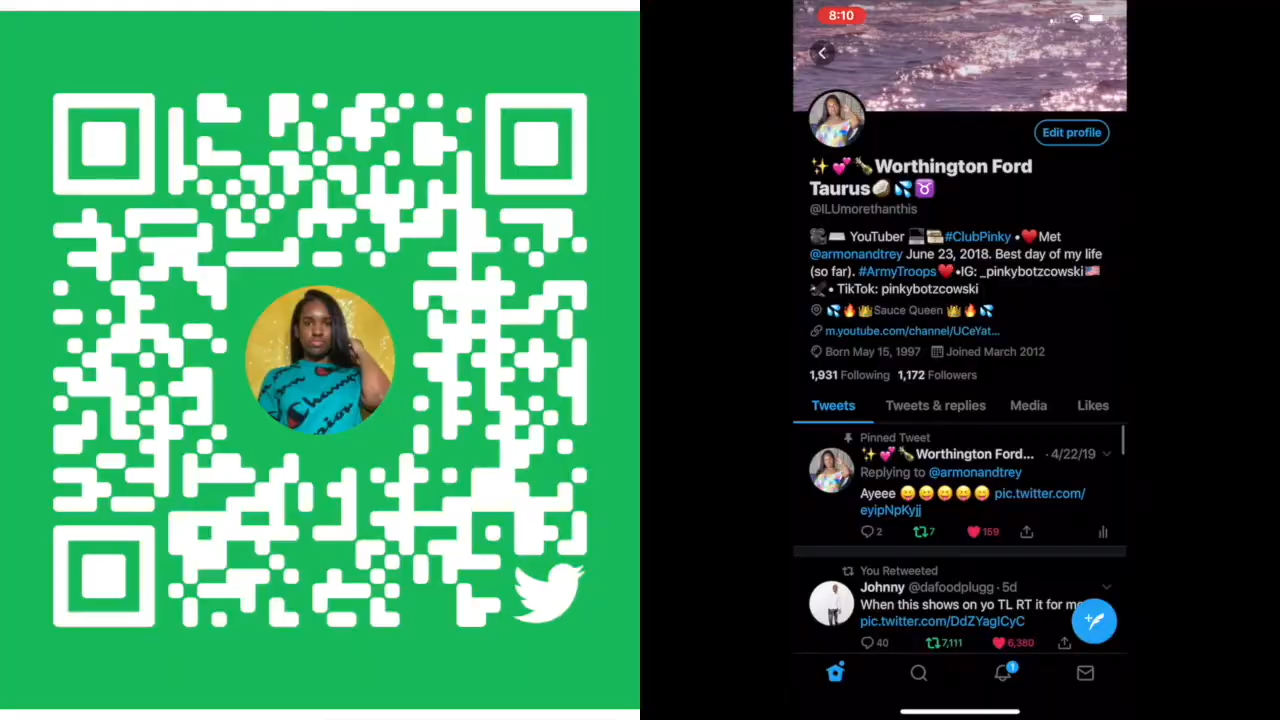 8:10
Edit profile
✨💕🍾Worthington Ford
Taurus🥥💦♉
@ILUmorethanthis
🎥⌨️ YouTuber 💻📰#ClubPinky •❤️Met
@armonandtrey June 23, 2018. Best day of my life
(so far). #ArmyTroops❤️•IG: _pinkybotzcowski🇺🇸
• TikTok: pinkybotzcowski
💦🔥👑Sauce Queen 👑🔥💦
m.youtube.com/channel/UCeYat...
Born May 15, 1997 Joined March 2012
1,931 Following 1,172 Followers
Tweets Tweets & replies Media Likes
Pinned Tweet
✨💕🍾Worthington Ford... · 4/22/19
Replying to @armonandtrey
Ayeee 😛😛😛😛😛 pic.twitter.com/
eyipNpKyjj
2 7 159
You Retweeted
Johnny @dafoodplugg · 5d
When this shows on yo TL RT it for
pic.twitter.com/DdZYaglCyC
40 7,111 6,380
1